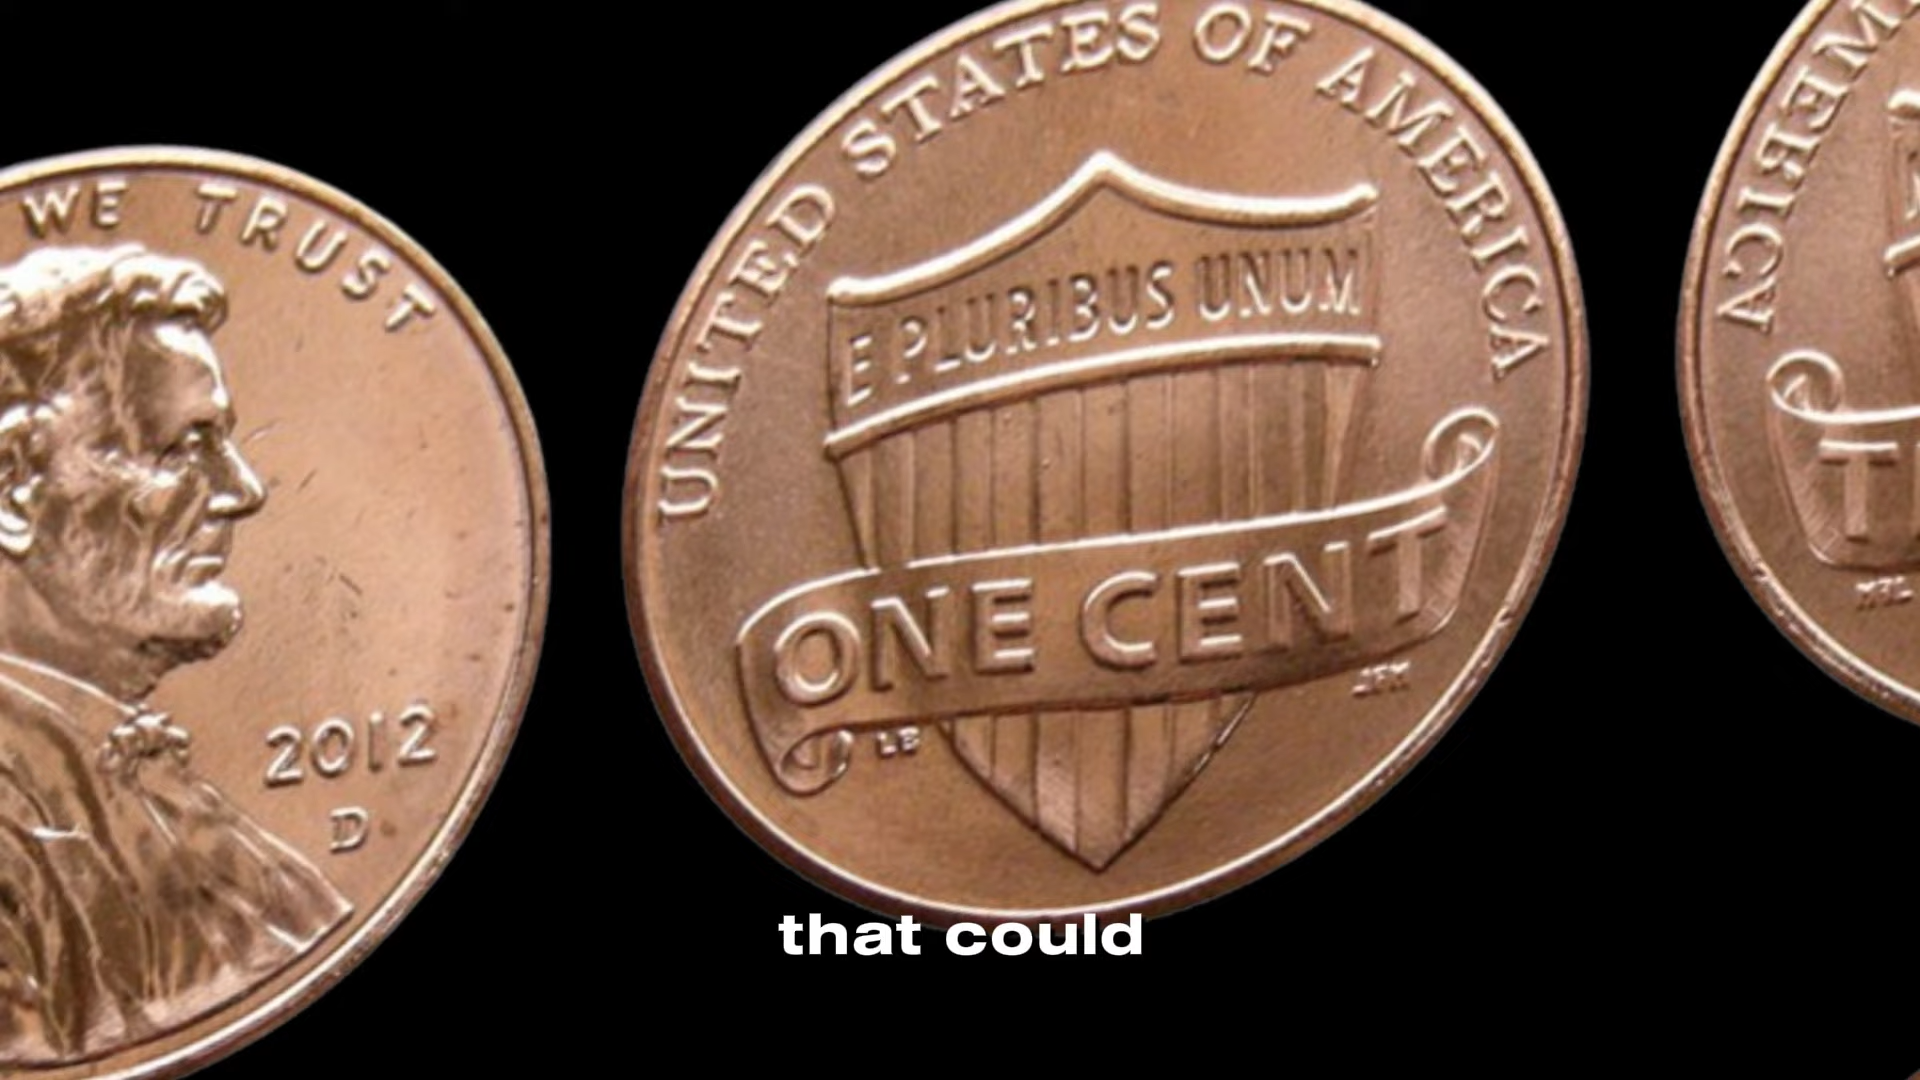 WE TRUST
2012
D
UNITED STATES OF AMERICA
E PLURIBUS UNUM
ONE CENT
LB
JFM
AMERICA
that could